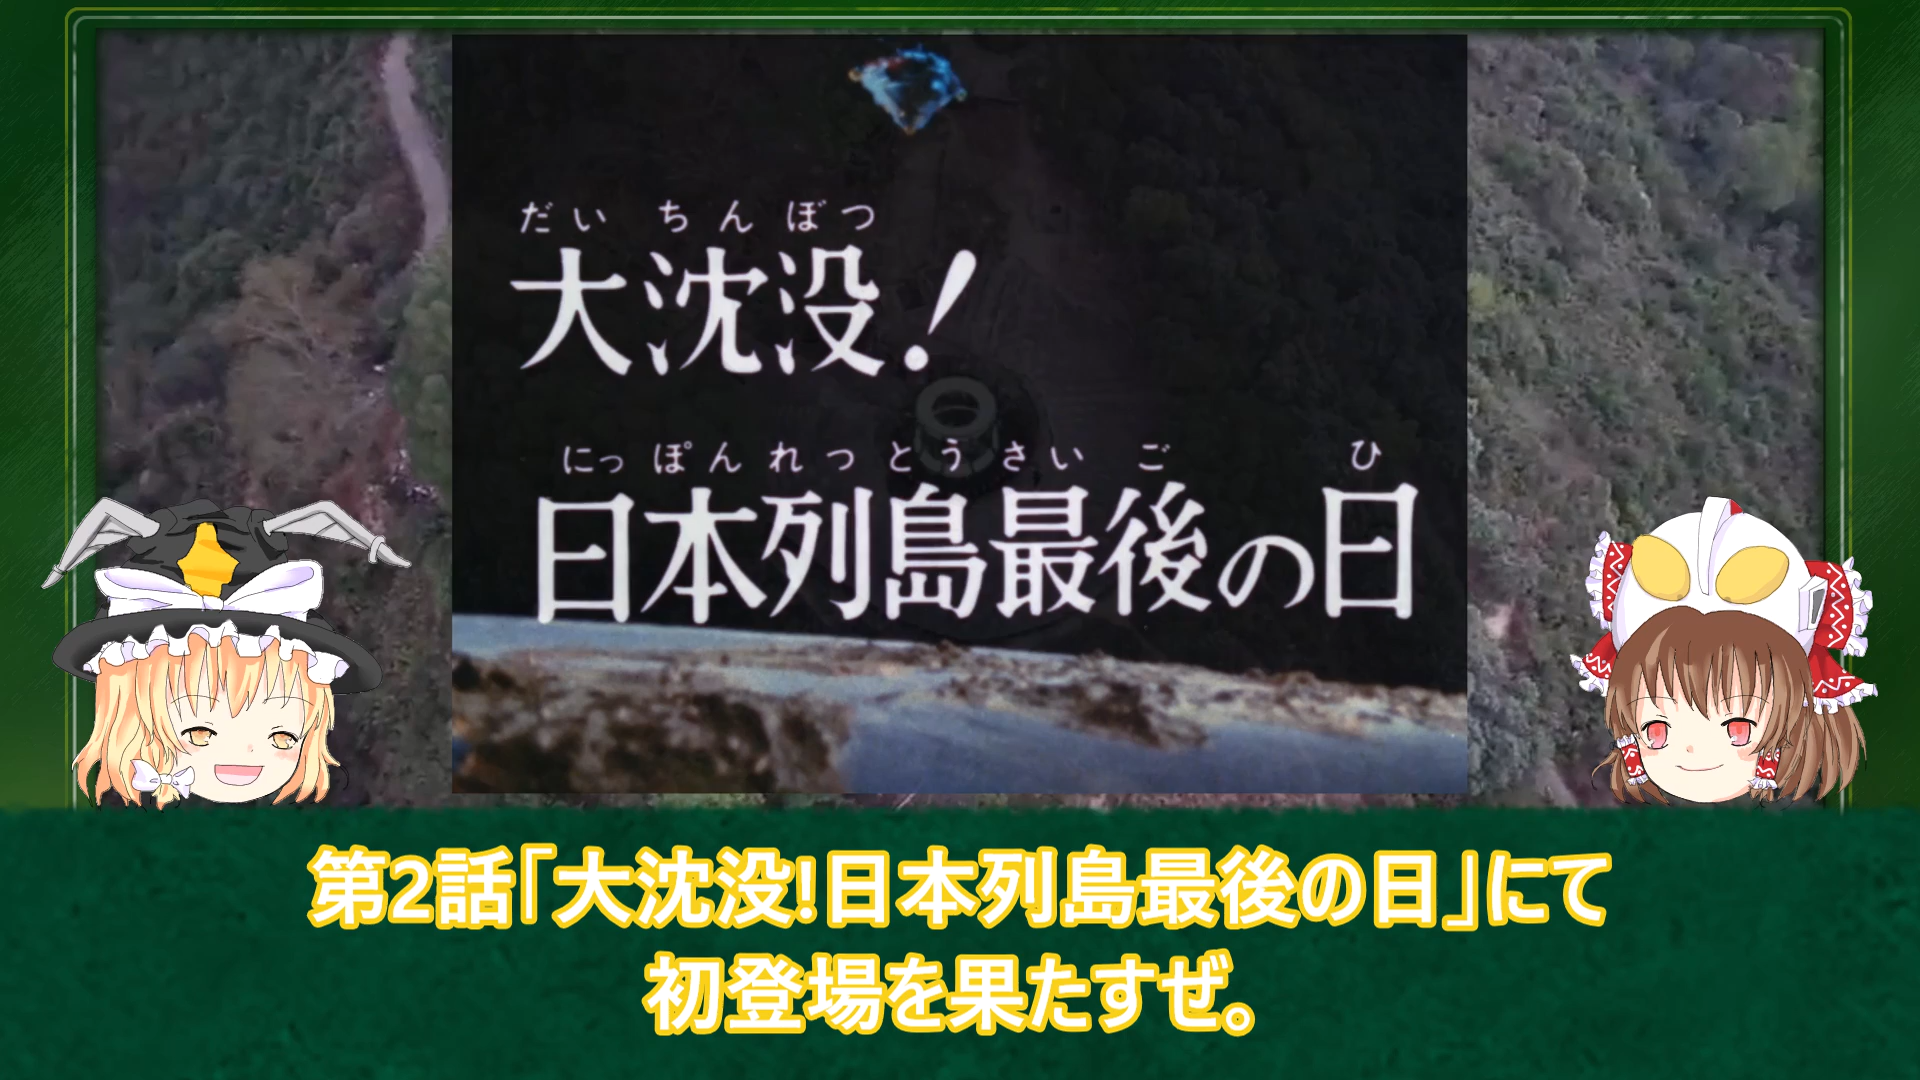 だいちんぼつ
大沈没!
にっぽんれっとうさいごひ
日本列島最後の日
第2話「大沈没!日本列島最後の日」にて
初登場を果たすぜ。